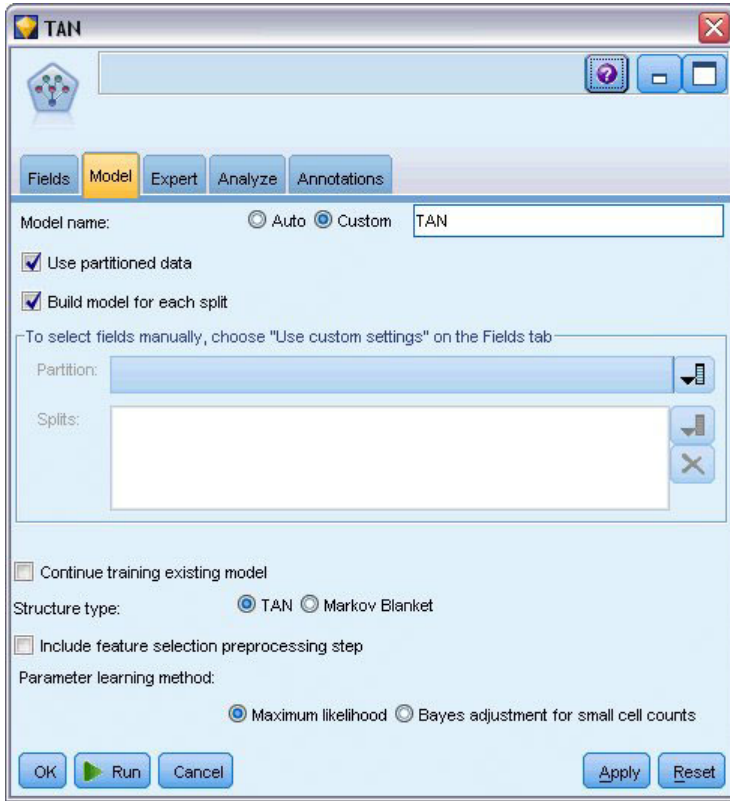 TAN
Fields Model Expert Analyze Annotations
Model name: Auto Custom TAN
Use partitioned data
Build model for each split
To select fields manually, choose "Use custom settings" on the Fields tab
Partition:
Splits:
Continue training existing model
Structure type: TAN Markov Blanket
Include feature selection preprocessing step
Parameter learning method:
Maximum likelihood Bayes adjustment for small cell counts
OK Run Cancel Apply Reset